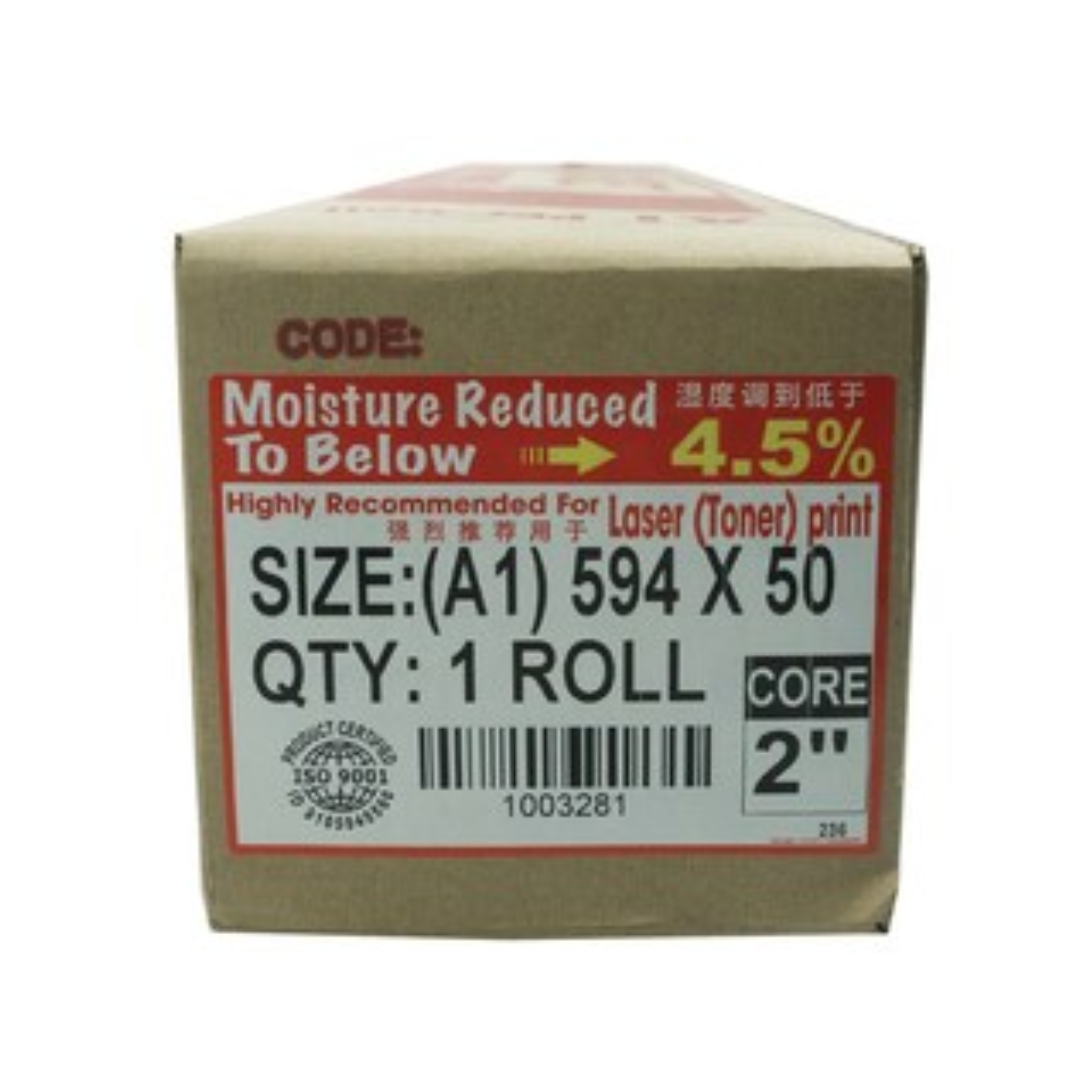 CODE:
Moisture Reduced
To Below
湿度调到低于
4.5%
Highly Recommended For
强烈推荐用于
Laser (Toner) print
SIZE:(A1) 594 X 50
QTY: 1 ROLL
CORE
2"
PRODUCT CERTIFIED
ISO 9001
1003281
236